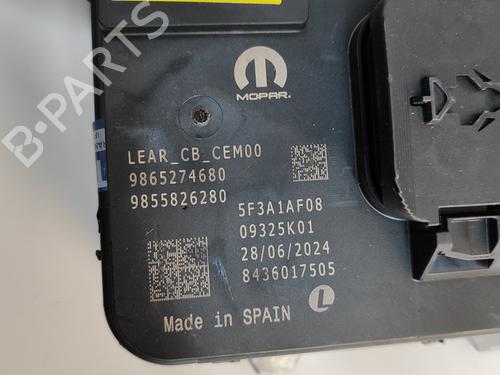 MOPAR.
LEAR_CB_CEM00
9865274680
9855826280
5F3A1AF08
09325K01
28/06/2024
8436017505
Made in SPAIN
L
B-PARTS